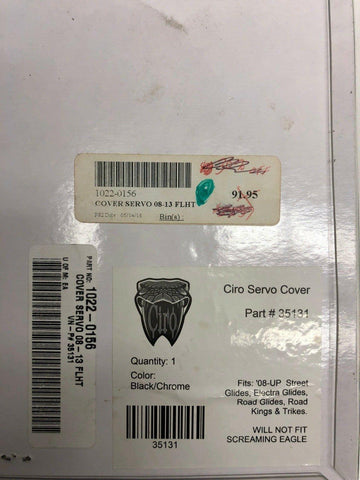 1022-0156
91.95
COVER SERVO 08-13 FLHT
Bin(s):
PART NO: 1022-0156
COVER SERVO 08-13 FLHT
VN-P# 35131
U OF M: EA
Ciro
Ciro Servo Cover
Part # 35131
Quantity: 1
Color:
Black/Chrome
35131
Fits: '08-UP Street
Glides, Electra Glides,
Road Glides, Road
Kings & Trikes.
WILL NOT FIT
SCREAMING EAGLE